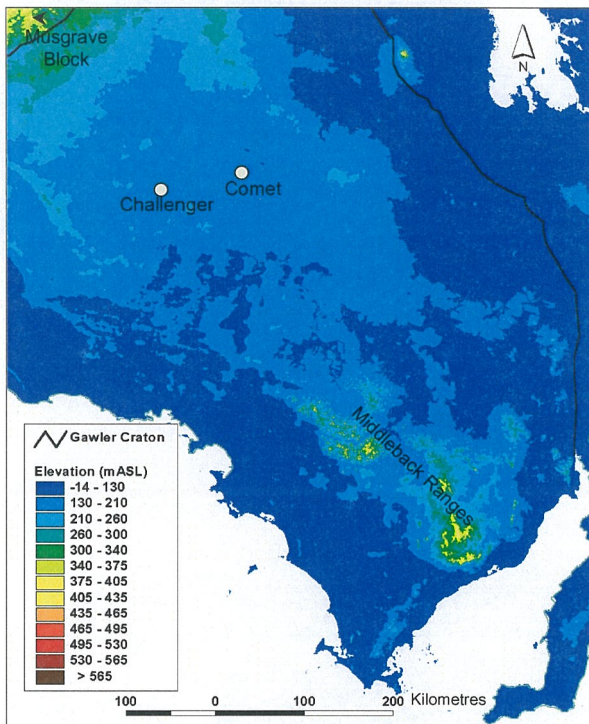 Musgrave
Block
N
Comet
Challenger
Middleback Ranges
Gawler Craton
Elevation (mASL)
-14 - 130
130 - 210
210 - 260
260 - 300
300 - 340
340 - 375
375 - 405
405 - 435
435 - 465
465 - 495
495 - 530
530 - 565
> 565
100 0 100 200 Kilometres